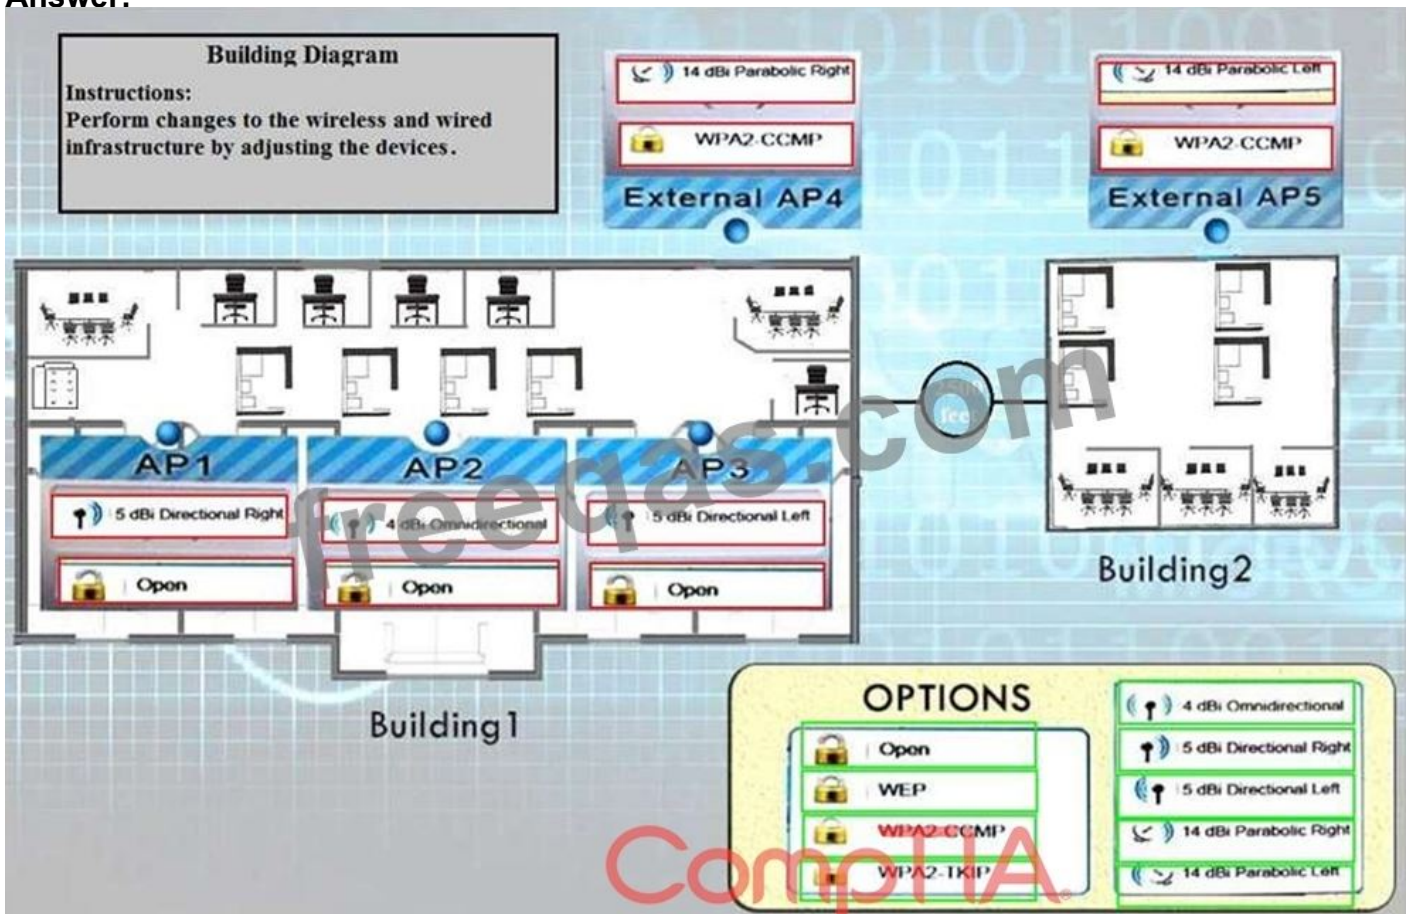 Answer:
Building Diagram
Instructions:
Perform changes to the wireless and wired
infrastructure by adjusting the devices.
14 dBi Parabolic Right
WPA2-CCMP
External AP4
14 dBi Parabolic Left
WPA2-CCMP
External AP5
feet
AP1
5 dBi Directional Right
Open
AP2
4 dBi Omnidirectional
Open
AP3
5 dBi Directional Left
Open
freeqas.com
Building1
Building2
OPTIONS
Open
WEP
WPA2-CCMP
WPA2-TKIP
4 dBi Omnidirectional
5 dBi Directional Right
5 dBi Directional Left
14 dBi Parabolic Right
14 dBi Parabolic Left
CompTIA